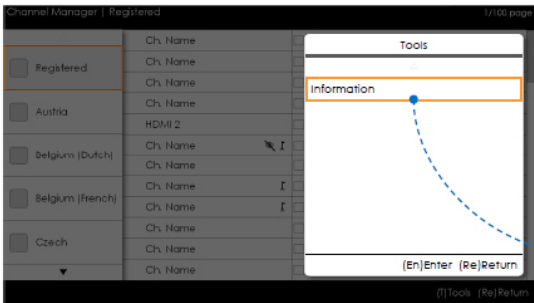 Channel Manager | Registered
1/100 page
Registered
Austria
Belgium (Dutch)
Belgium (French)
Czech
Ch. Name
Ch. Name
Ch. Name
Ch. Name
HDMI 2
Ch. Name
Ch. Name
Ch. Name
Ch. Name
Ch. Name
Ch. Name
Ch. Name
Tools
Information
(En)Enter (Re)Return
(T)Tools (Re)Return